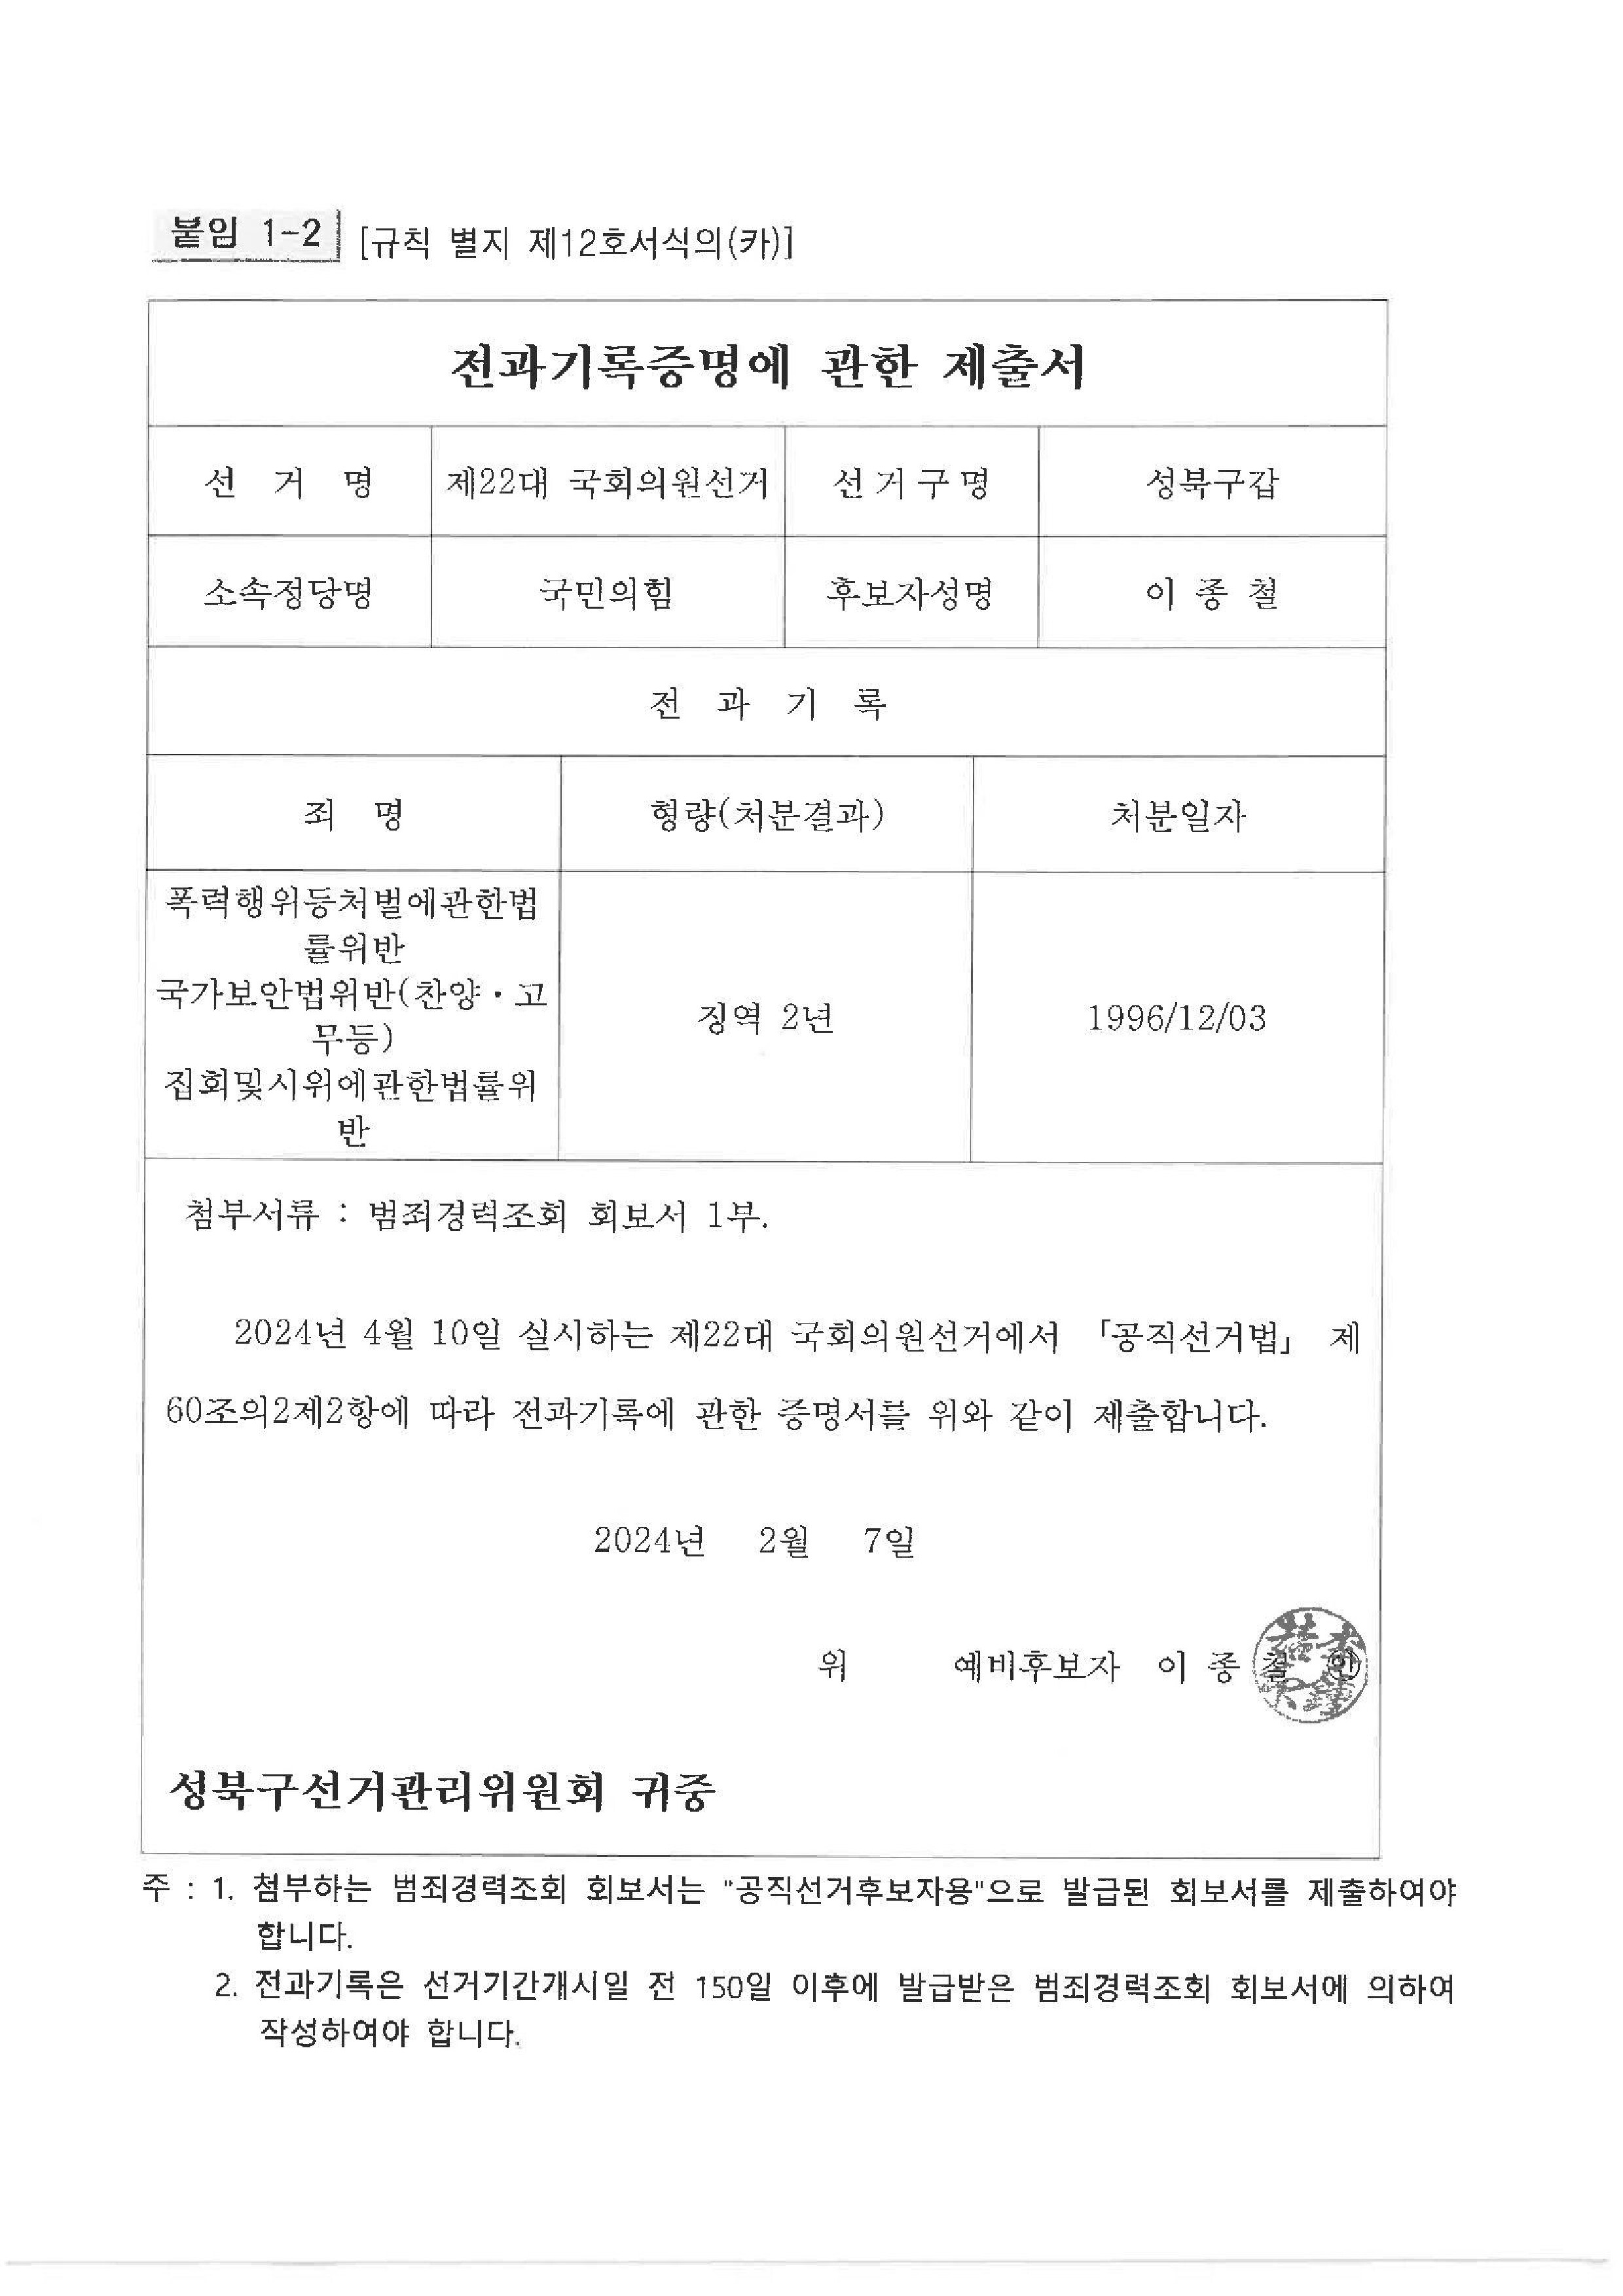 붙임 1-2 [규칙 별지 제12호서식의(카)]
전과기록증명에 관한 제출서
선 거 명 제22대 국회의원선거 선거구명 성북구갑
소속정당명 국민의힘 후보자성명 이 종 철
전 과 기 록
죄 명 형량(처분결과) 처분일자
폭력행위등처벌에관한법
률위반
국가보안법위반(찬양·고
무등)
집회및시위에관한법률위
반
징역 2년 1996/12/03
첨부서류 : 범죄경력조회 회보서 1부.
2024년 4월 10일 실시하는 제22대 국회의원선거에서 「공직선거법」 제
60조의2제2항에 따라 전과기록에 관한 증명서를 위와 같이 제출합니다.
2024년 2월 7일
위 예비후보자 이 종 철 ㊞
성북구선거관리위원회 귀중
주 : 1. 첨부하는 범죄경력조회 회보서는 "공직선거후보자용"으로 발급된 회보서를 제출하여야
합니다.
2. 전과기록은 선거기간개시일 전 150일 이후에 발급받은 범죄경력조회 회보서에 의하여
작성하여야 합니다.